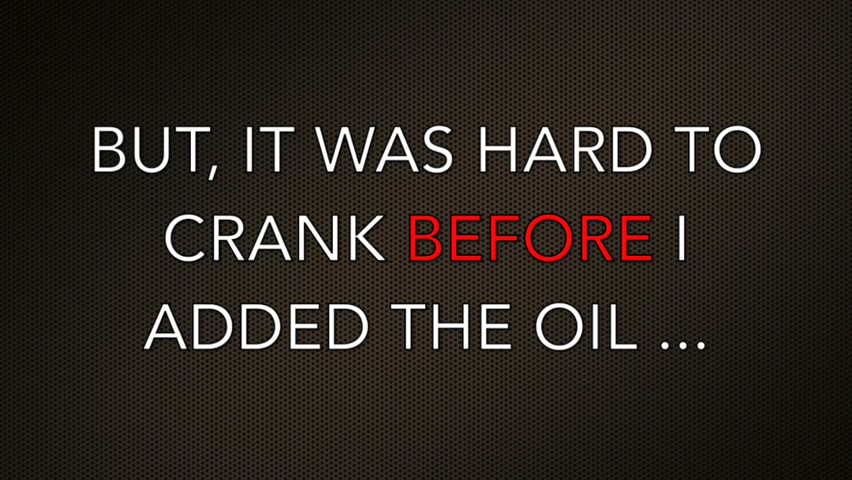 BUT, IT WAS HARD TO
CRANK BEFORE I
ADDED THE OIL ...